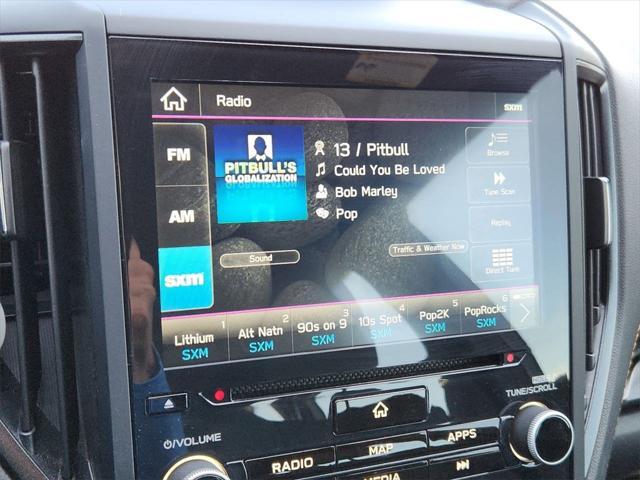 Radio
sxm
FM
AM
sxm
PITBULL'S
GLOBALIZATION
13 / Pitbull
Could You Be Loved
Bob Marley
Pop
Browse
Tune Scan
Replay
Direct Tune
Sound
Traffic & Weather Now
1
Lithium
SXM
2
Alt Natn
SXM
3
90s on 9
SXM
4
10s Spot
SXM
5
Pop2K
SXM
6
PopRocks
SXM
VOLUME
TUNE/SCROLL
RADIO
MAP
APPS
MEDIA